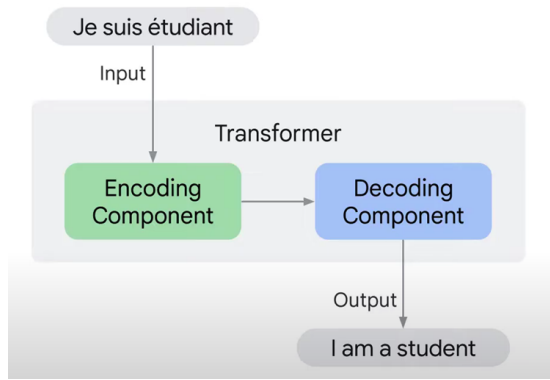 Je suis étudiant
Input
Transformer
Encoding
Component
Decoding
Component
Output
I am a student